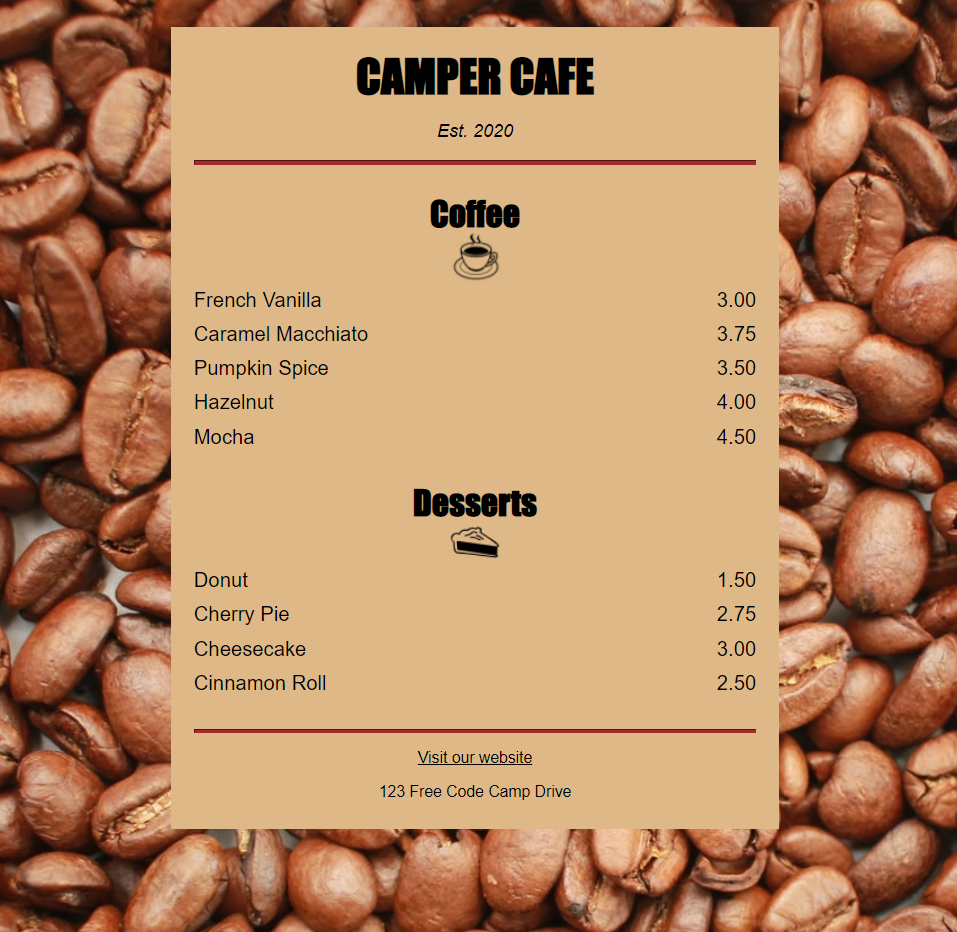 CAMPER CAFE
Est. 2020
Coffee
French Vanilla 3.00
Caramel Macchiato 3.75
Pumpkin Spice 3.50
Hazelnut 4.00
Mocha 4.50
Desserts
Donut 1.50
Cherry Pie 2.75
Cheesecake 3.00
Cinnamon Roll 2.50
Visit our website
123 Free Code Camp Drive